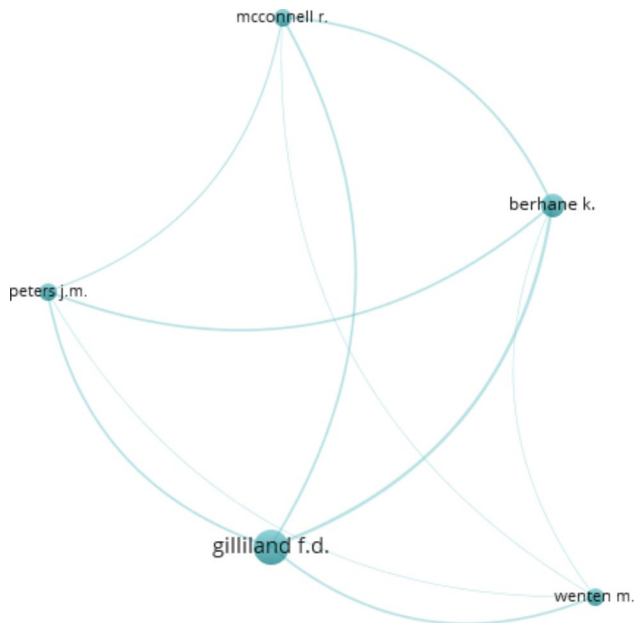 mcconnell r.
berhane k.
peters j.m.
gilliland f.d.
wenten m.